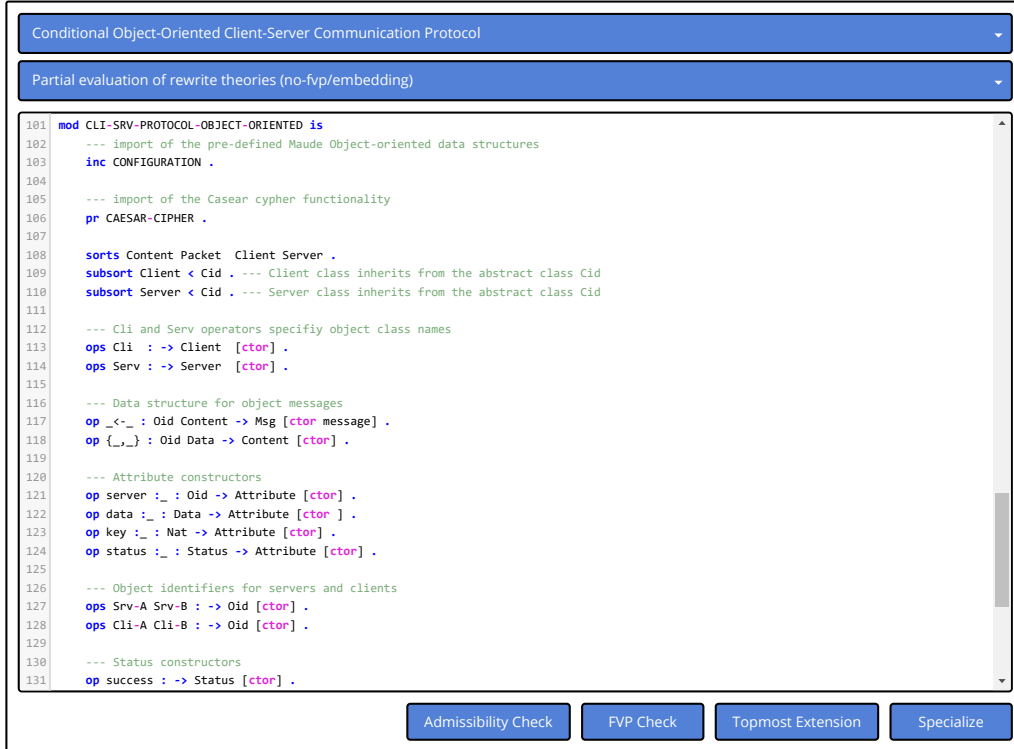 Conditional Object-Oriented Client-Server Communication Protocol
Partial evaluation of rewrite theories (no-fvp/embedding)
101 mod CLI-SRV-PROTOCOL-OBJECT-ORIENTED is
102     --- import of the pre-defined Maude Object-oriented data structures
103     inc CONFIGURATION .
104
105     --- import of the Casear cypher functionality
106     pr CAESAR-CIPHER .
107
108     sorts Content Packet  Client Server .
109     subsort Client < Cid . --- Client class inherits from the abstract class Cid
110     subsort Server < Cid . --- Server class inherits from the abstract class Cid
111
112     --- Cli and Serv operators specifiy object class names
113     ops Cli  : -> Client  [ctor] .
114     ops Serv : -> Server  [ctor] .
115
116     --- Data structure for object messages
117     op _<-_ : Oid Content -> Msg [ctor message] .
118     op {_,_} : Oid Data -> Content [ctor] .
119
120     --- Attribute constructors
121     op server :_ : Oid -> Attribute [ctor] .
122     op data :_ : Data -> Attribute [ctor ] .
123     op key :_ : Nat -> Attribute [ctor] .
124     op status :_ : Status -> Attribute [ctor] .
125
126     --- Object identifiers for servers and clients
127     ops Srv-A Srv-B : -> Oid [ctor] .
128     ops Cli-A Cli-B : -> Oid [ctor] .
129
130     --- Status constructors
131     op success : -> Status [ctor] .
Admissibility Check FVP Check Topmost Extension Specialize